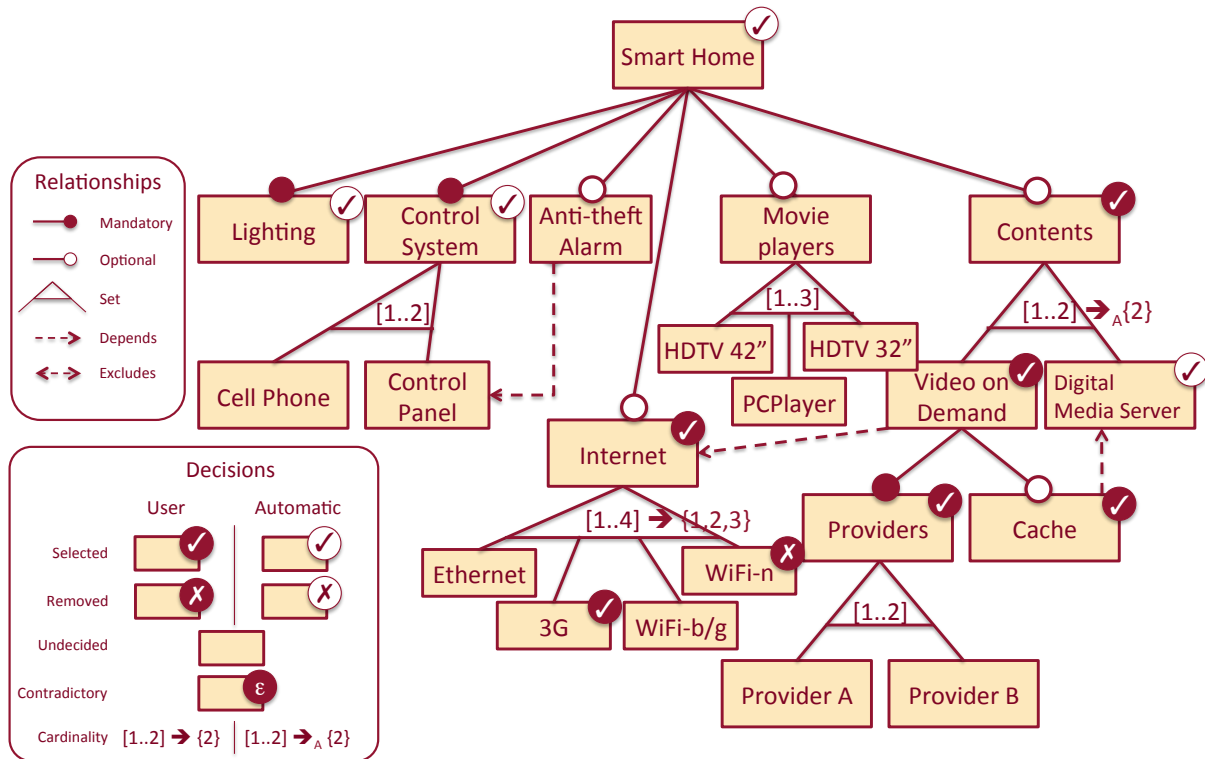 Smart Home
Relationships
Mandatory
Optional
Set
Depends
Excludes
Lighting
Control
System
Anti-theft
Alarm
Movie
players
Contents
[1..2]
[1..3]
[1..2] ➔ A{2}
Cell Phone
Control
Panel
HDTV 42”
HDTV 32”
PCPlayer
Video on
Demand
Digital
Media Server
Internet
[1..4] ➔ {1,2,3}
Ethernet
3G
WiFi-b/g
WiFi-n
Providers
Cache
[1..2]
Provider A
Provider B
Decisions
User
Automatic
Selected
Removed
Undecided
Contradictory
ε
Cardinality
[1..2] ➔ {2}
[1..2] ➔ A {2}